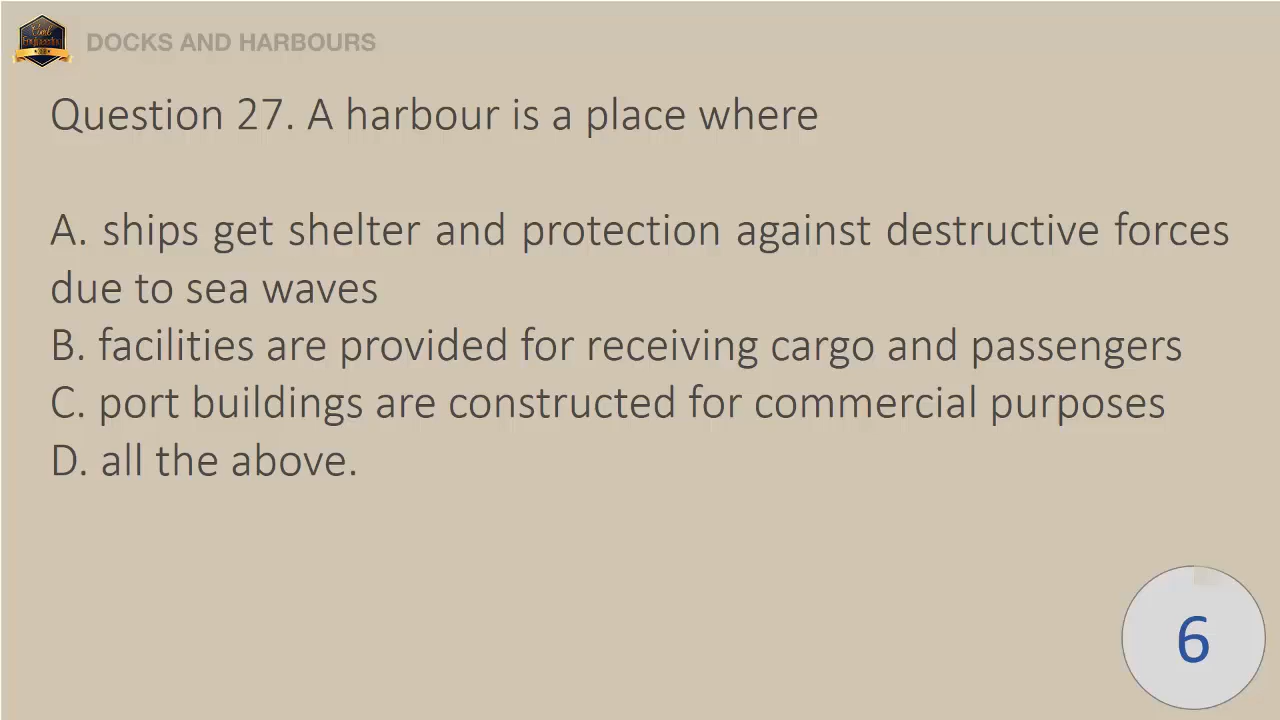 Civil
Engineering
DOCKS AND HARBOURS
Question 27. A harbour is a place where
A. ships get shelter and protection against destructive forces
due to sea waves
B. facilities are provided for receiving cargo and passengers
C. port buildings are constructed for commercial purposes
D. all the above.
6